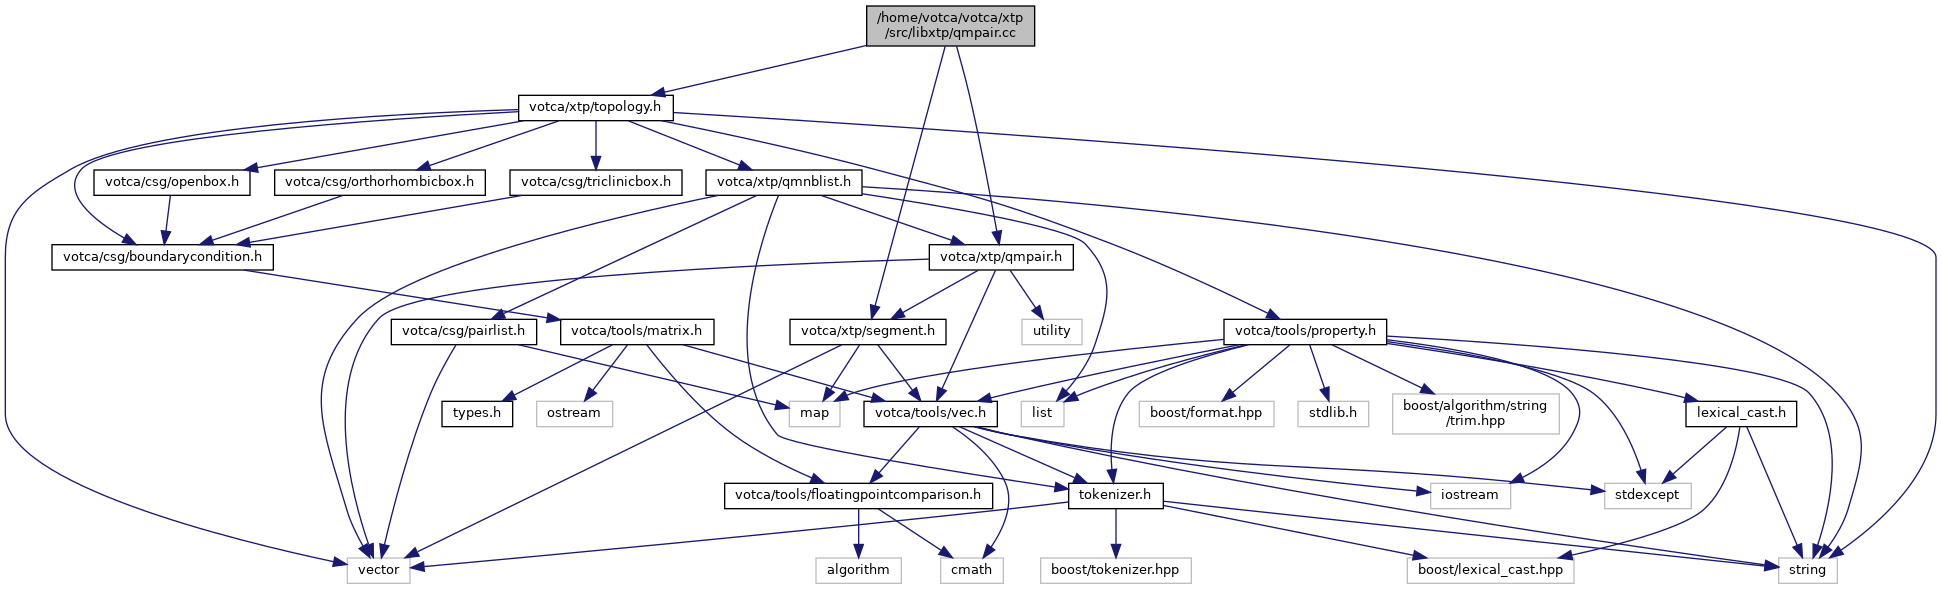 /home/votca/votca/xtp
/src/libxtp/qmpair.cc
votca/xtp/topology.h
votca/csg/openbox.h
votca/csg/orthorhombicbox.h
votca/csg/triclinicbox.h
votca/xtp/qmnblist.h
votca/csg/boundarycondition.h
votca/xtp/qmpair.h
votca/csg/pairlist.h
votca/tools/matrix.h
votca/xtp/segment.h
utility
votca/tools/property.h
types.h
ostream
map
votca/tools/vec.h
list
boost/format.hpp
stdlib.h
boost/algorithm/string
/trim.hpp
lexical_cast.h
votca/tools/floatingpointcomparison.h
tokenizer.h
iostream
stdexcept
vector
algorithm
cmath
boost/tokenizer.hpp
boost/lexical_cast.hpp
string